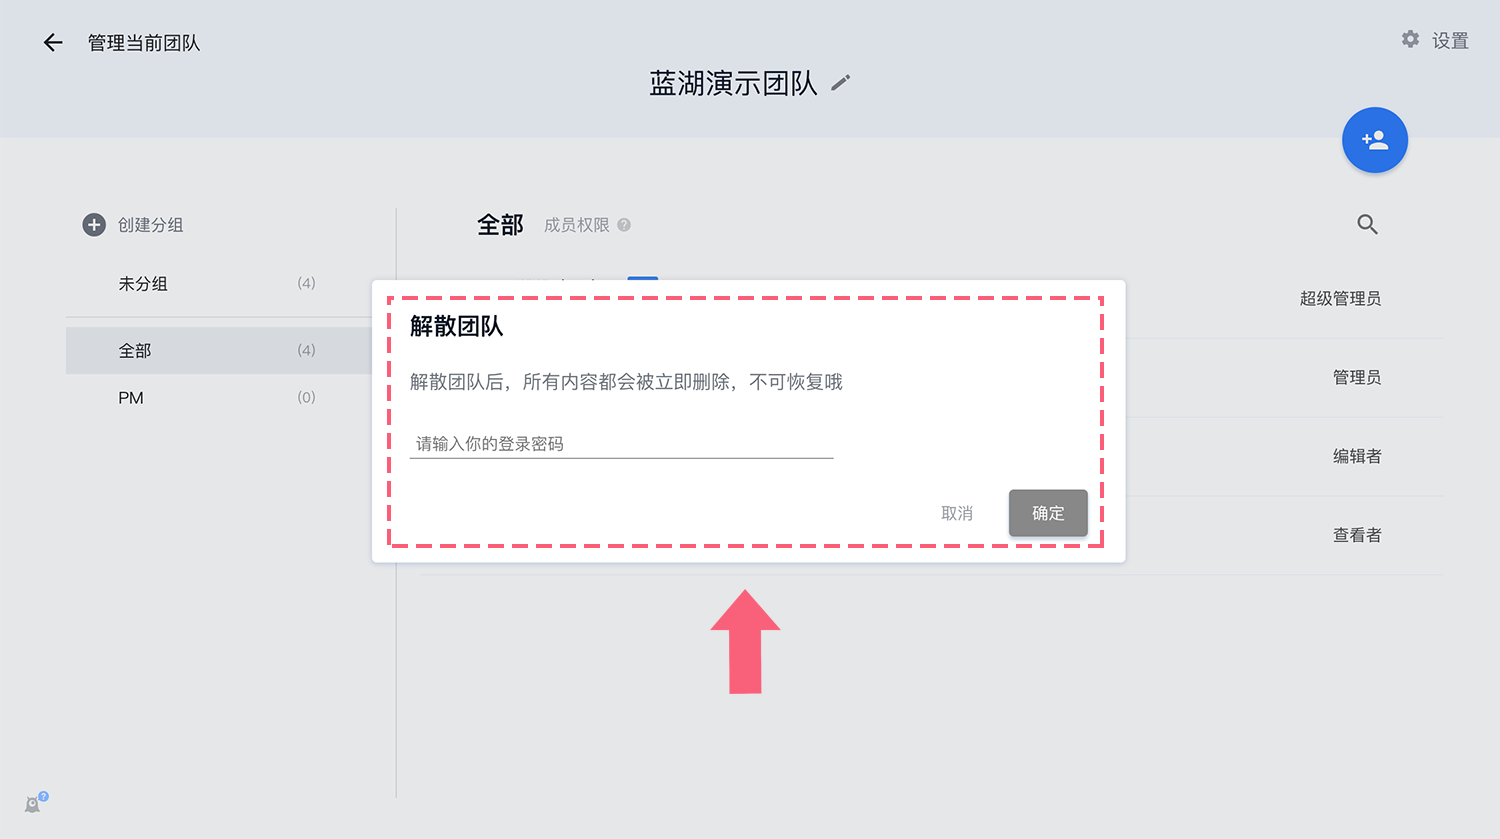 管理当前团队
设置
蓝湖演示团队
创建分组
全部 成员权限 ?
未分组 (4)
超级管理员
全部 (4)
管理员
PM (0)
编辑者
查看者
解散团队
解散团队后，所有内容都会被立即删除，不可恢复哦
请输入你的登录密码
取消 确定
?